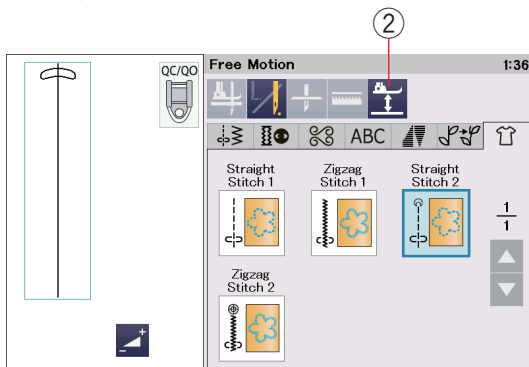 ②
QC/QO
Free Motion 1:36
ABC
Straight
Stitch 1
Zigzag
Stitch 1
Straight
Stitch 2
1
1
Zigzag
Stitch 2